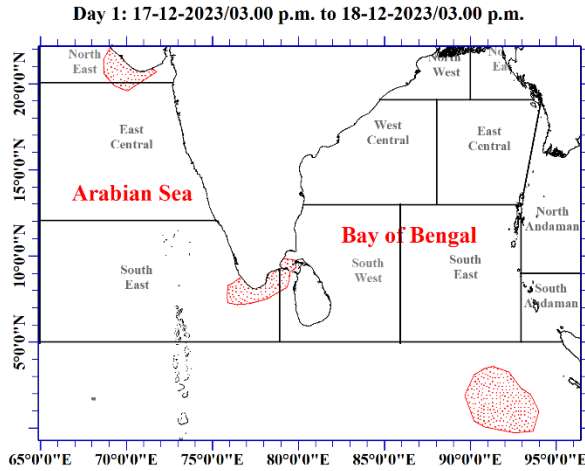 Day 1: 17-12-2023/03.00 p.m. to 18-12-2023/03.00 p.m.
North
East
North
West
No
Ea
20°0'0"N
East
Central
West
Central
East
Central
15°0'0"N
Arabian Sea
Bay of Bengal
North
Andaman
10°0'0"N
South
East
South
West
South
East
South
Andaman
5°0'0"N
65°0'0"E
70°0'0"E
75°0'0"E
80°0'0"E
85°0'0"E
90°0'0"E
95°0'0"E